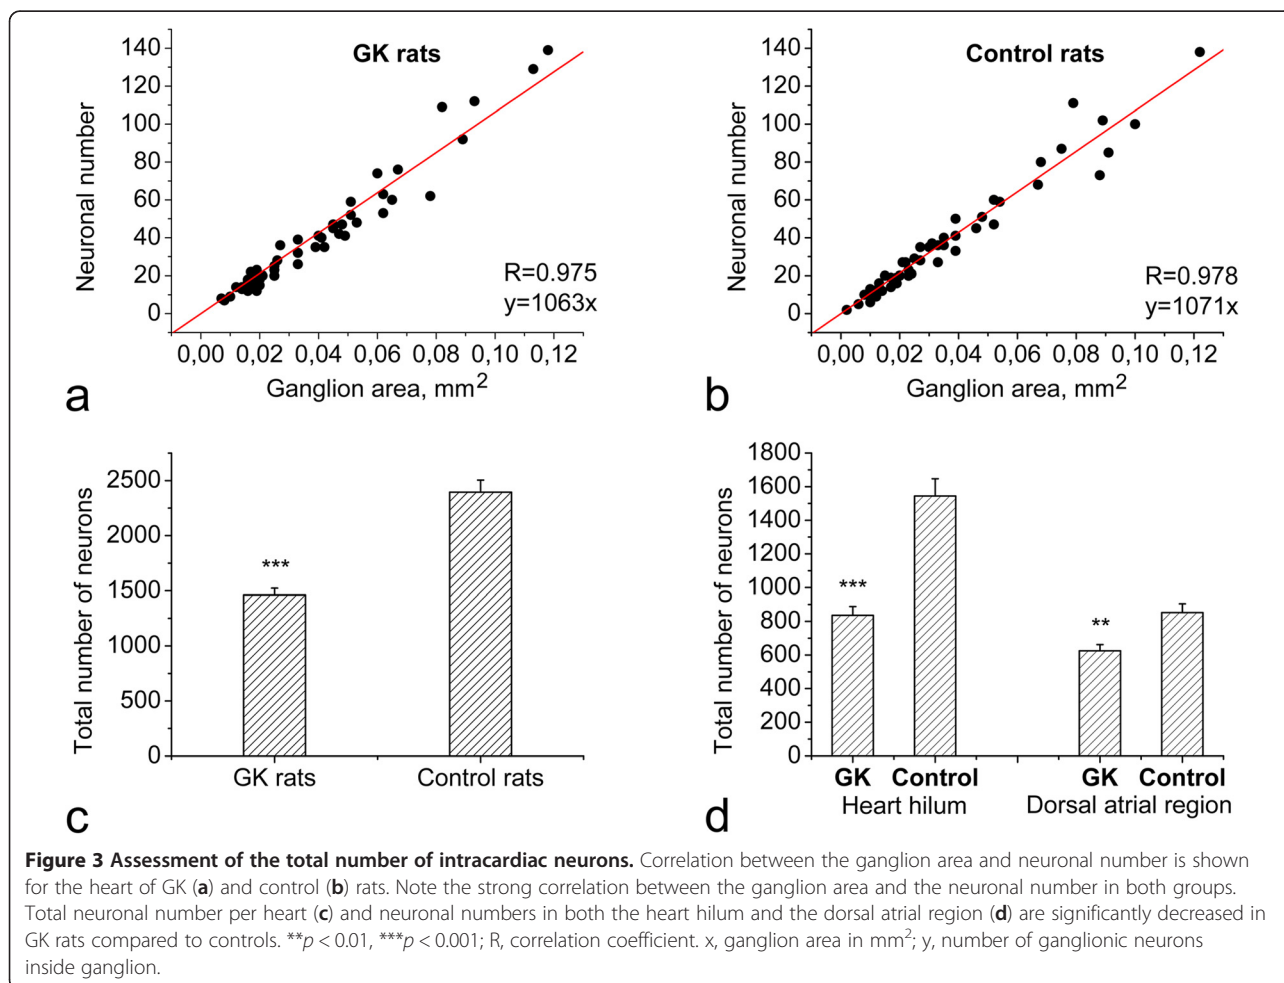 GK rats
Neuronal number
140
120
100
80
60
40
20
0
R=0.975
y=1063x
0,00 0,02 0,04 0,06 0,08 0,10 0,12
Ganglion area, mm²
a
Control rats
Neuronal number
140
120
100
80
60
40
20
0
R=0.978
y=1071x
0,00 0,02 0,04 0,06 0,08 0,10 0,12
Ganglion area, mm²
b
Total number of neurons
2500
2000
1500
1000
500
0
***
GK rats Control rats
c
Total number of neurons
1800
1600
1400
1200
1000
800
600
400
200
0
***
**
GK Control GK Control
Heart hilum Dorsal atrial region
d
Figure 3 Assessment of the total number of intracardiac neurons. Correlation between the ganglion area and neuronal number is shown
for the heart of GK (a) and control (b) rats. Note the strong correlation between the ganglion area and the neuronal number in both groups.
Total neuronal number per heart (c) and neuronal numbers in both the heart hilum and the dorsal atrial region (d) are significantly decreased in
GK rats compared to controls. **p < 0.01, ***p < 0.001; R, correlation coefficient. x, ganglion area in mm²; y, number of ganglionic neurons
inside ganglion.